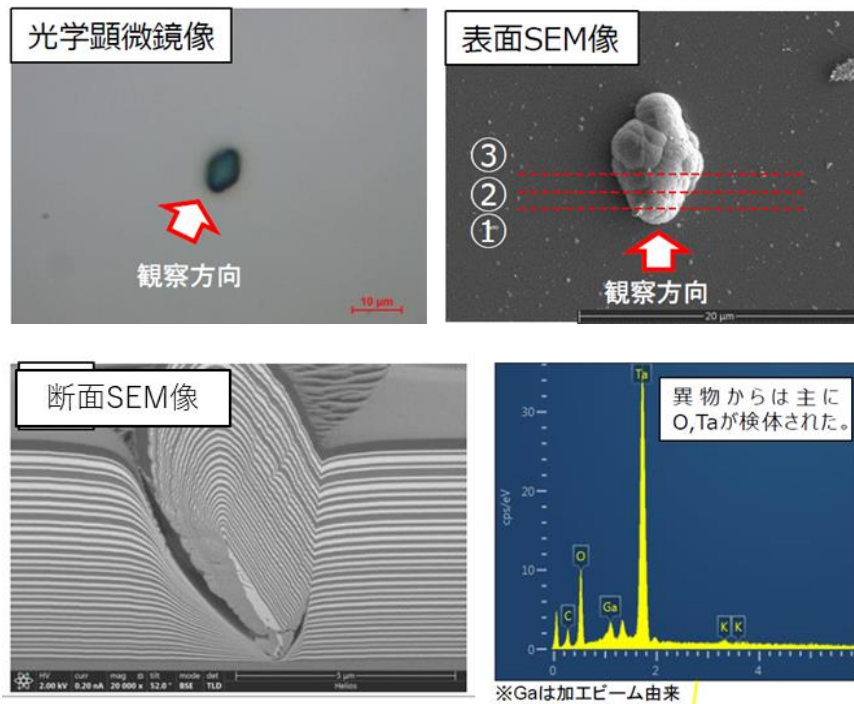 光学顕微鏡像
観察方向
10 µm
表面SEM像
③
②
①
観察方向
20 µm
断面SEM像
HV curr mag □ tilt mode det
2.00 kV 0.20 nA 20 000 x 52.0 ° BSE TLD
5 µm
Helios
異物からは主に
O,Taが検体された。
cps/eV
30
20
10
0
Ta
O
C
Ga
K K
0 2 4
※Gaは加工ビーム由来